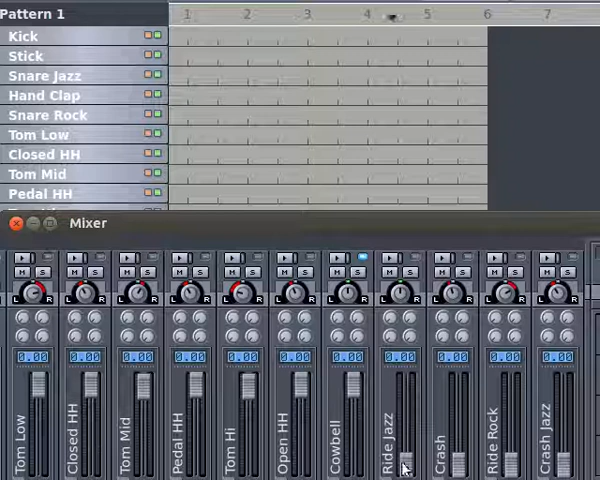 Pattern 1
1 2 3 4 5 6 7
Kick
Stick
Snare Jazz
Hand Clap
Snare Rock
Tom Low
Closed HH
Tom Mid
Pedal HH
Mixer
M S M S M S M S M S M S M S M S M S M S M S
L R L R L R L R L R L R L R L R L R L R L R
0.00 0.00 0.00 0.00 0.00 0.00 0.00 0.00 0.00 0.00 0.00
Tom Low
Closed HH
Tom Mid
Pedal HH
Tom Hi
Open HH
Cowbell
Ride Jazz
Crash
Ride Rock
Crash Jazz